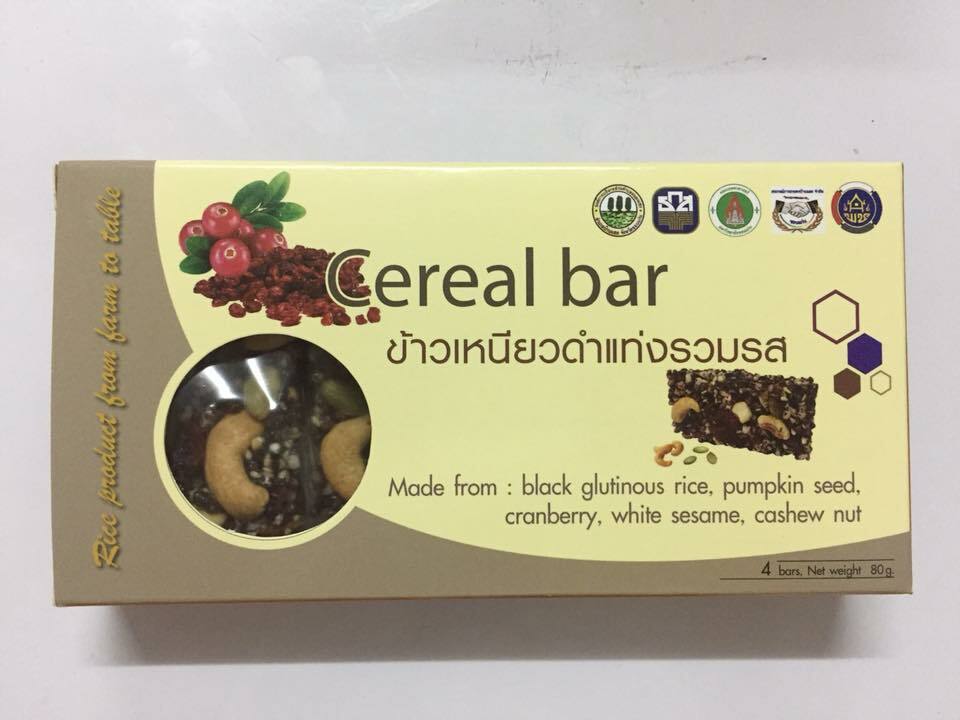 Rice product from farm to table
Cereal bar
ข้าวเหนียวดำแท่งรวมรส
Made from : black glutinous rice, pumpkin seed,
cranberry, white sesame, cashew nut
4 bars, Net weight 80 g.